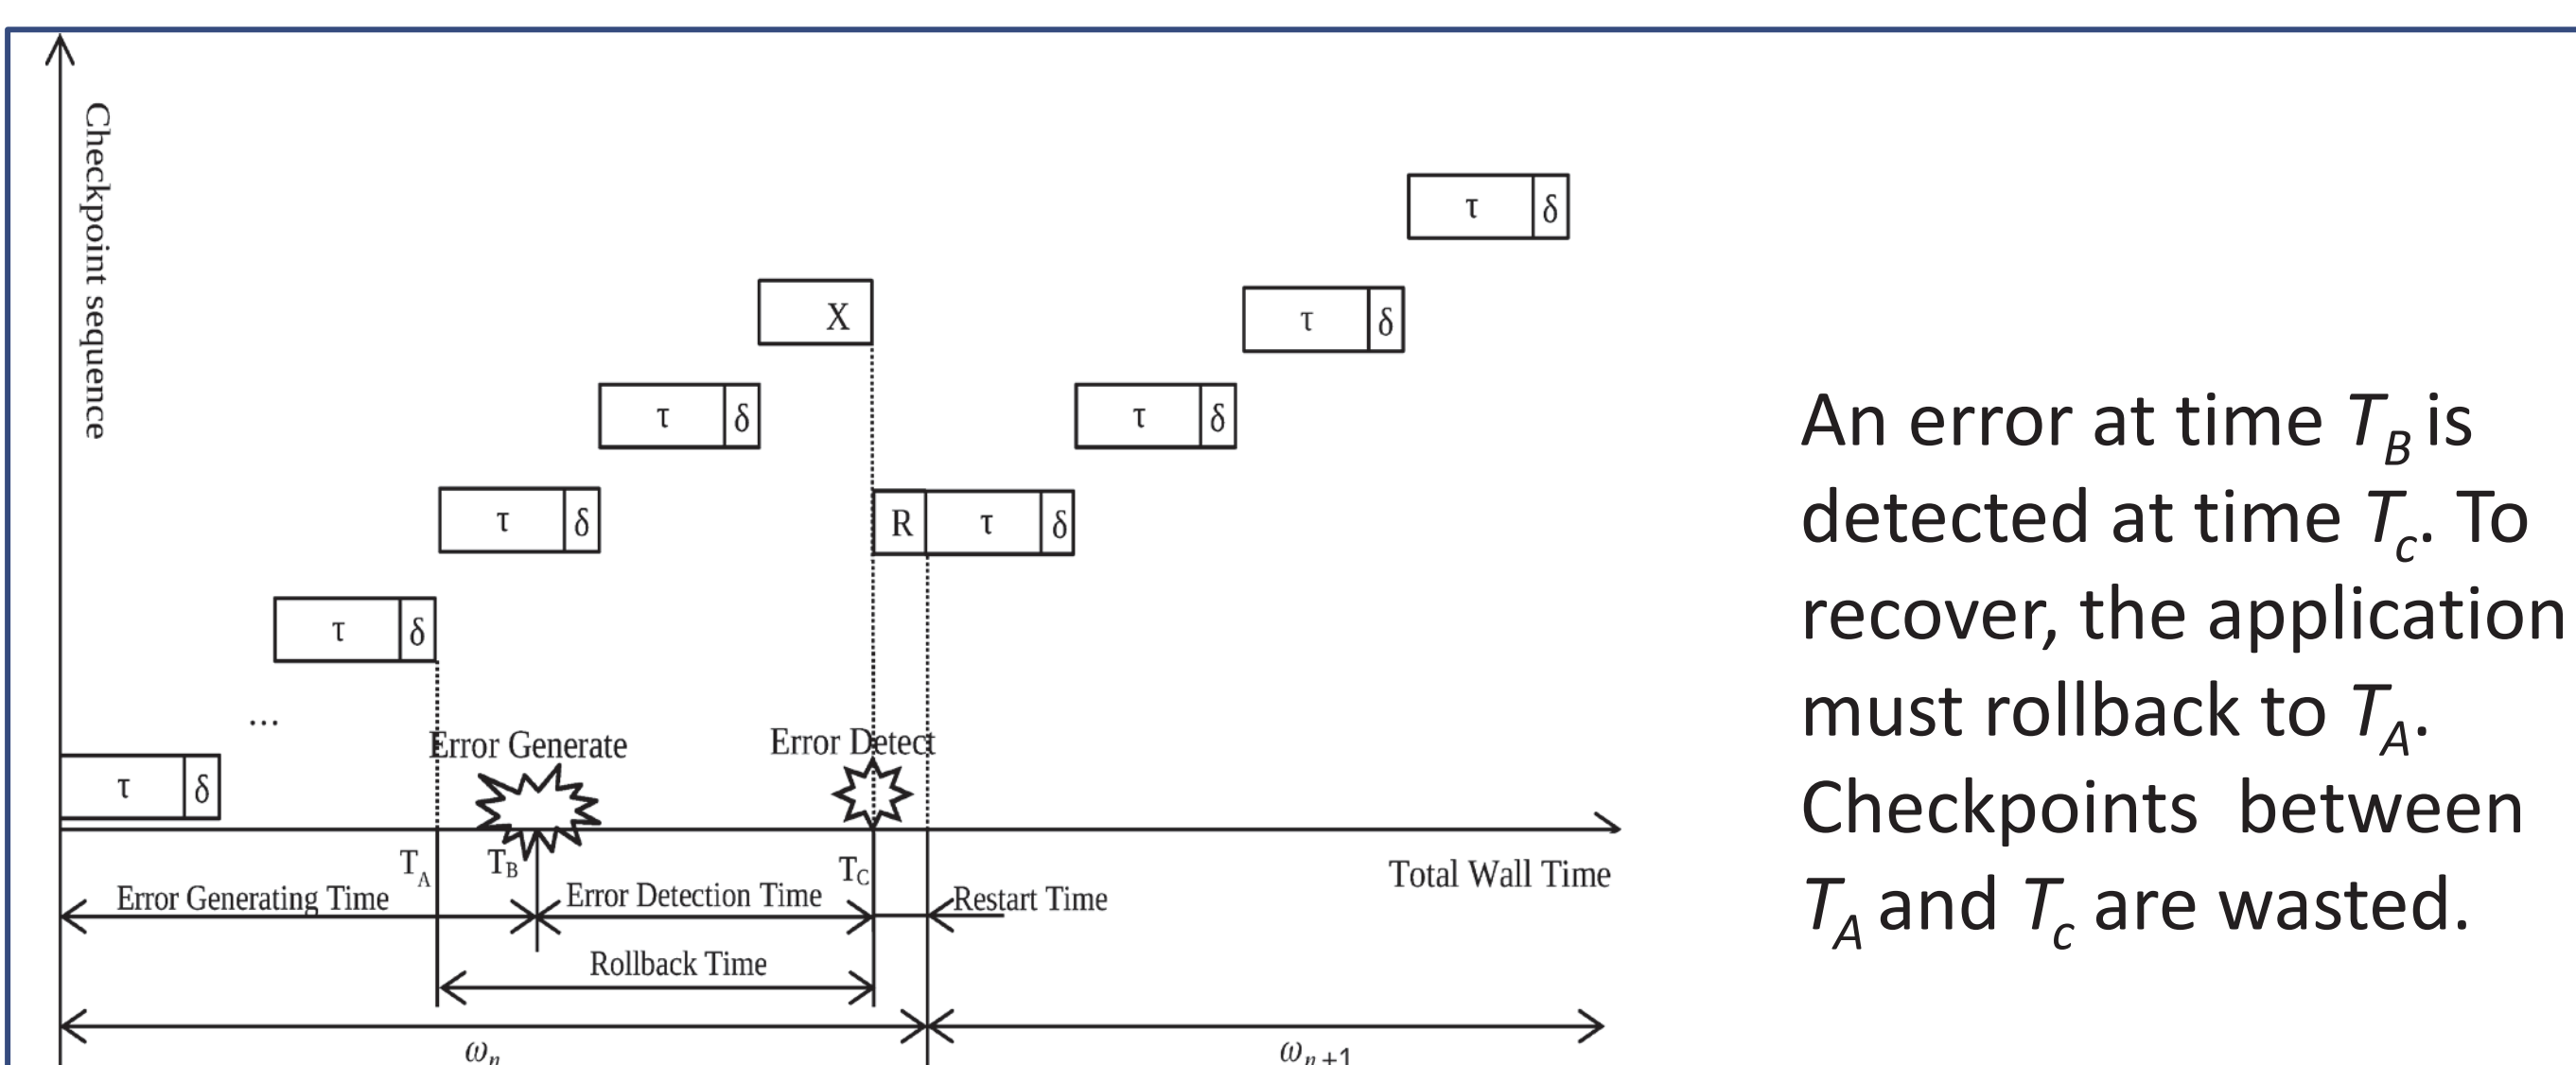 Checkpoint sequence
τ δ
X
τ δ
τ δ
τ δ
τ δ
R τ δ
τ δ
τ δ
...
Error Generate
Error Detect
τ δ
T_A
T_B
T_C
Total Wall Time
Error Generating Time
Error Detection Time
Restart Time
Rollback Time
ω_n
ω_{n+1}
An error at time T_B is
detected at time T_c. To
recover, the application
must rollback to T_A.
Checkpoints between
T_A and T_c are wasted.